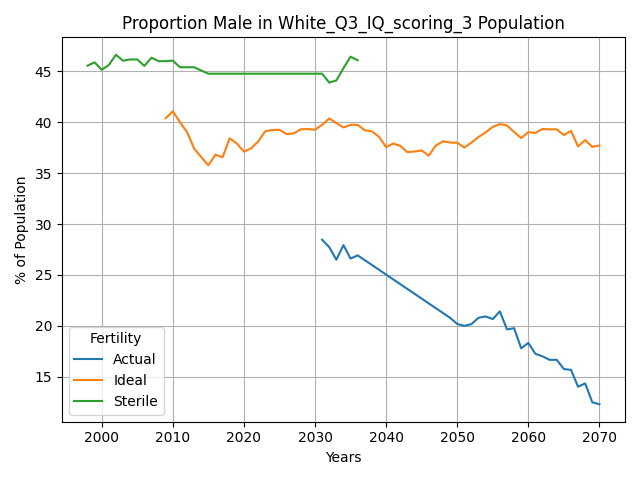 Proportion Male in White_Q3_IQ_scoring_3 Population
% of Population
45
40
35
30
25
20
15
Fertility
Actual
Ideal
Sterile
2000 2010 2020 2030 2040 2050 2060 2070
Years